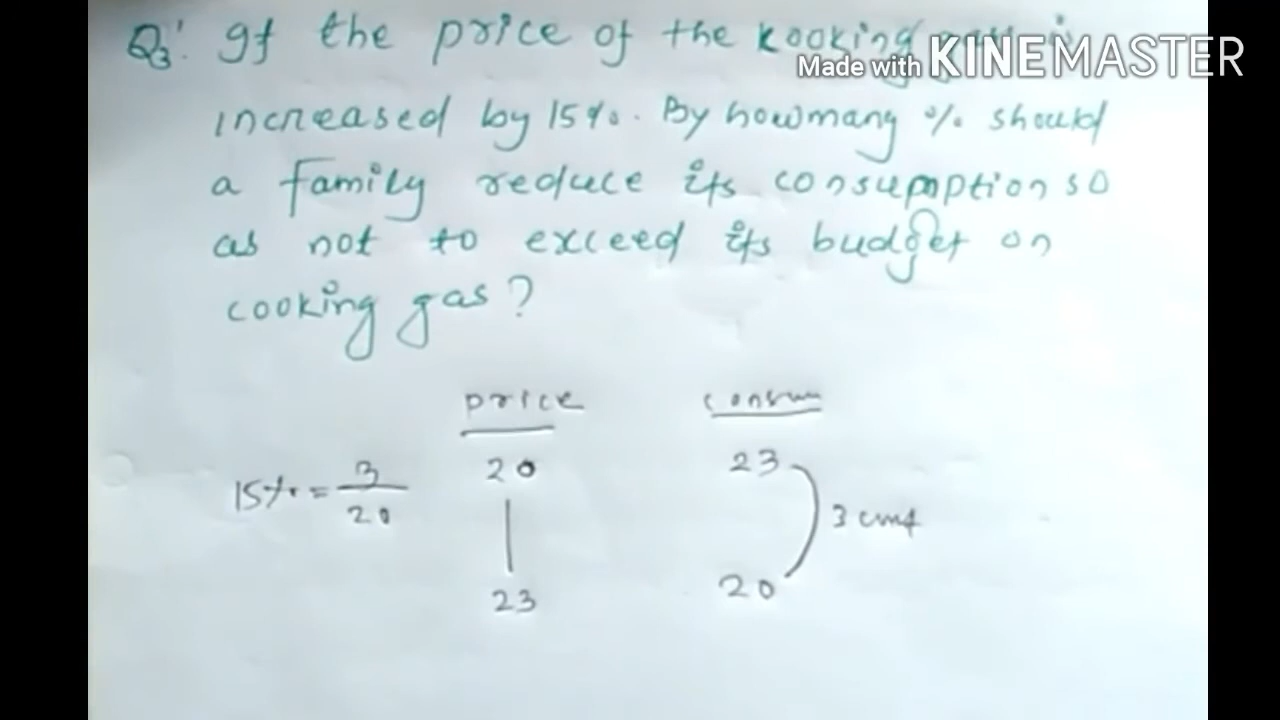 Q3: If the price of the kooking
Made with KINEMASTER
increased by 15%. By howmany % should
a family reduce its consumption so
as not to exceed its budget on
cooking gas?
price consum
15% = 3/20 20 23
3 unit
23 20